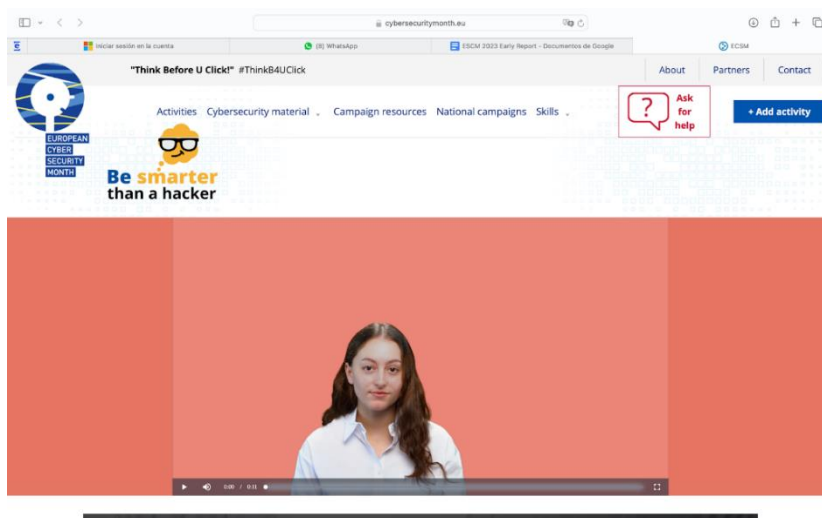 cybersecuritymonth.eu
Iniciar sesión en la cuenta
(8) WhatsApp
ESCM 2023 Early Report - Documentos de Google
ECSM
"Think Before U Click!" #ThinkB4UClick
About Partners Contact
Activities Cybersecurity material Campaign resources National campaigns Skills
?
Ask
for
help
+ Add activity
EUROPEAN
CYBER
SECURITY
MONTH
Be smarter
than a hacker
0:00 / 0:11